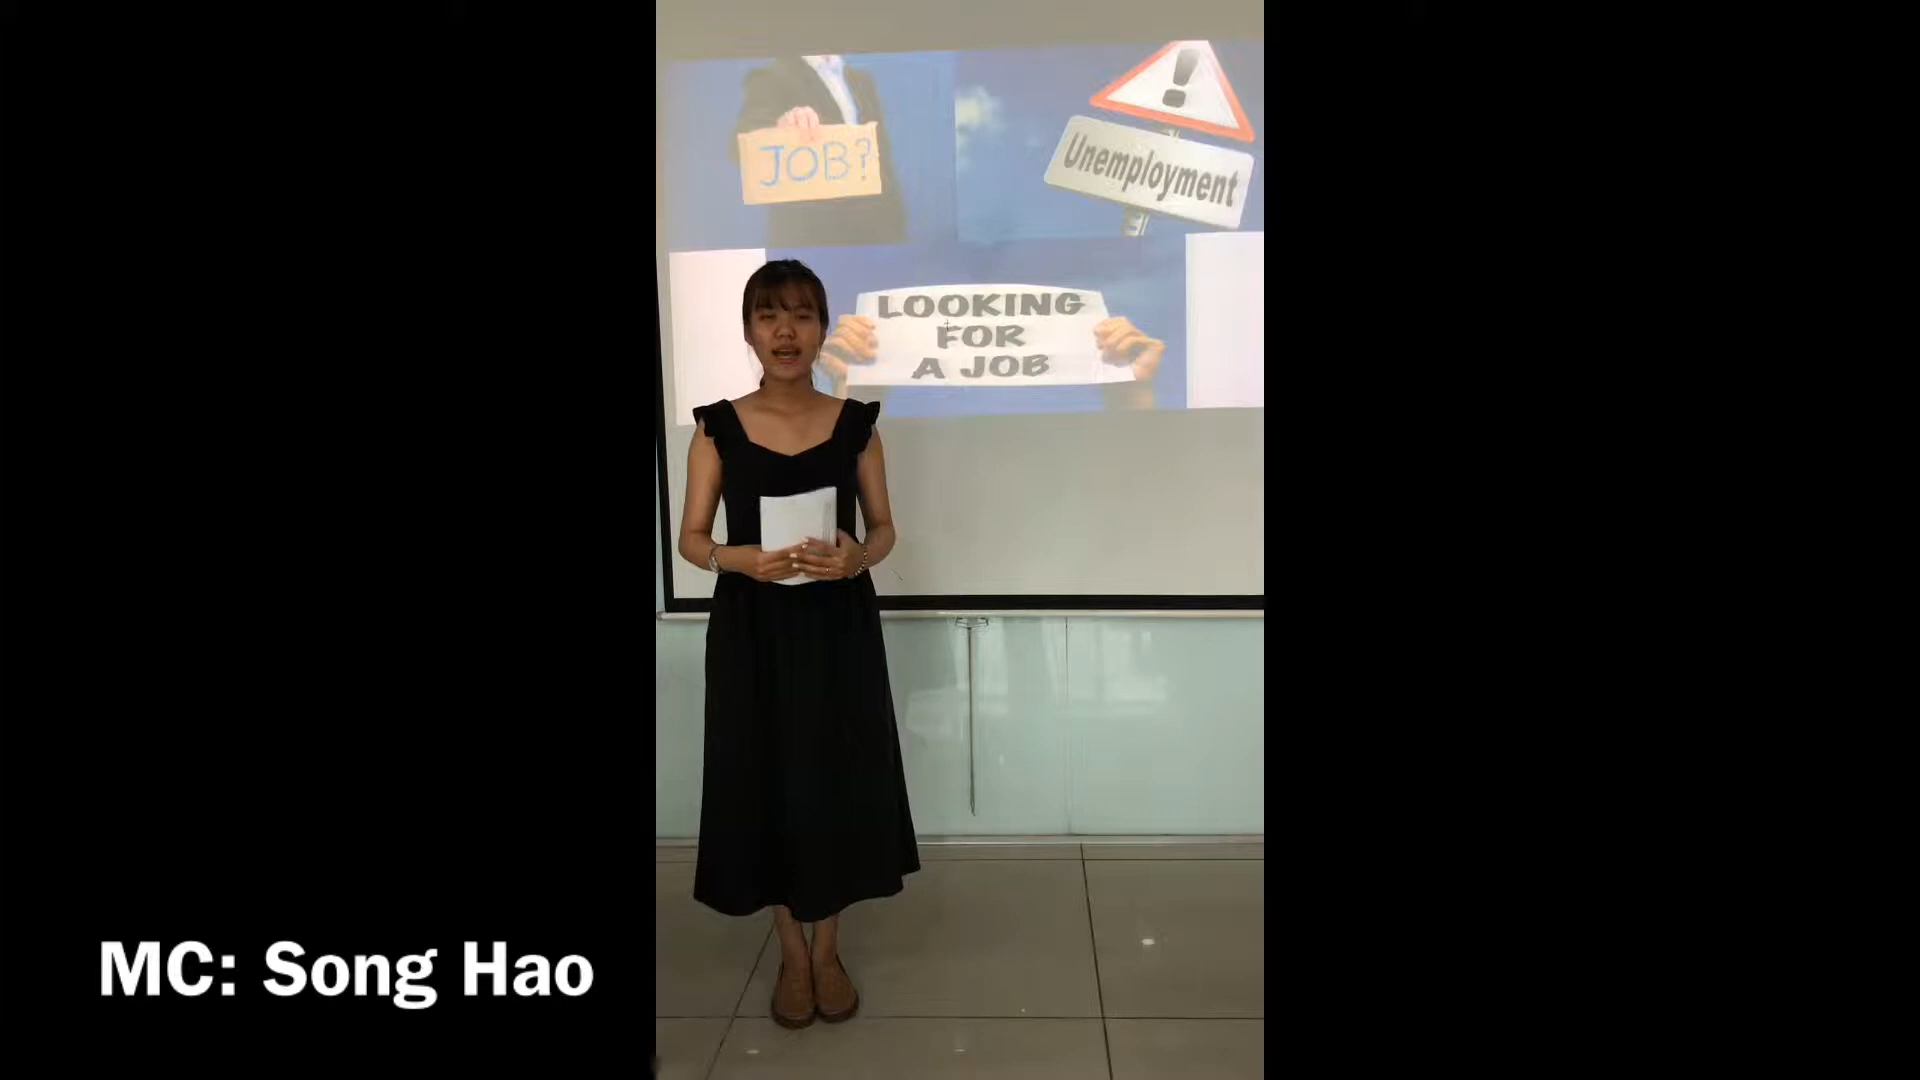 JOB?
Unemployment
LOOKING
FOR
A JOB
MC: Song Hao